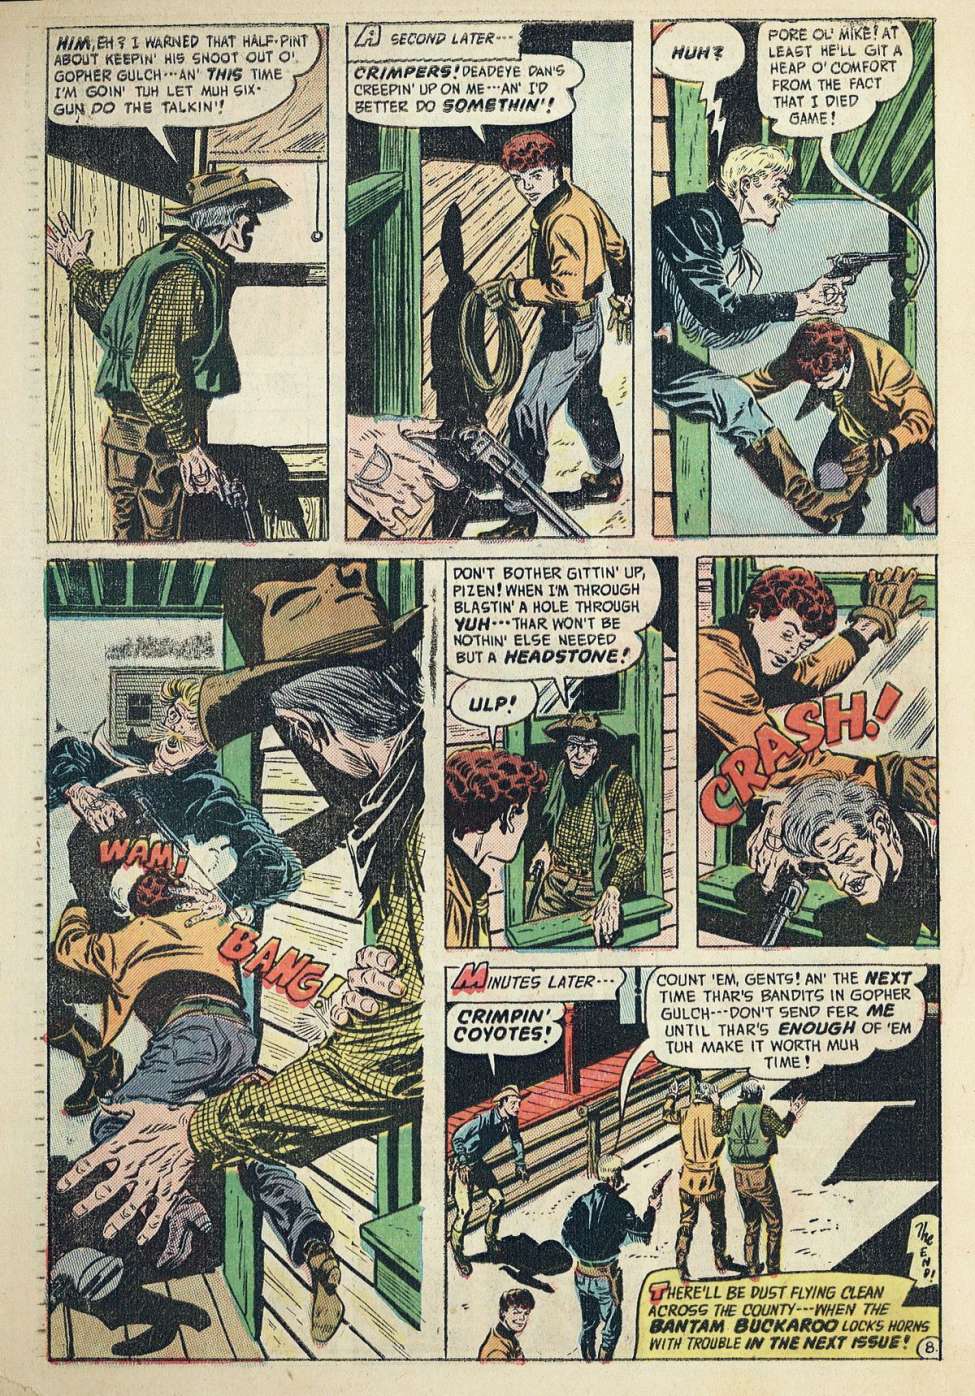 HIM, EH? I WARNED THAT HALF-PINT
ABOUT KEEPIN' HIS SNOOT OUT O'
GOPHER GULCH---AN' THIS TIME
I'M GOIN' TUH LET MUH SIX-
GUN DO THE TALKIN'!
A SECOND LATER---
CRIMPERS! DEADEYE DAN'S
CREEPIN' UP ON ME---AN' I'D
BETTER DO SOMETHIN'!
HUH?
PORE OL' MIKE! AT
LEAST HE'LL GIT A
HEAP O' COMFORT
FROM THE FACT
THAT I DIED
GAME!
WAM!
BANG!
DON'T BOTHER GITTIN' UP,
PIZEN! WHEN I'M THROUGH
BLASTIN' A HOLE THROUGH
YUH---THAR WON'T BE
NOTHIN' ELSE NEEDED
BUT A HEADSTONE!
ULP!
CRASH!
MINUTES LATER---
CRIMPIN'
COYOTES!
COUNT 'EM, GENTS! AN' THE NEXT
TIME THAR'S BANDITS IN GOPHER
GULCH---DON'T SEND FER ME
UNTIL THAR'S ENOUGH OF 'EM
TUH MAKE IT WORTH MUH
TIME!
The
END!
THERE'LL BE DUST FLYING CLEAN
ACROSS THE COUNTY---WHEN THE
BANTAM BUCKAROO LOCKS HORNS
WITH TROUBLE IN THE NEXT ISSUE!
8